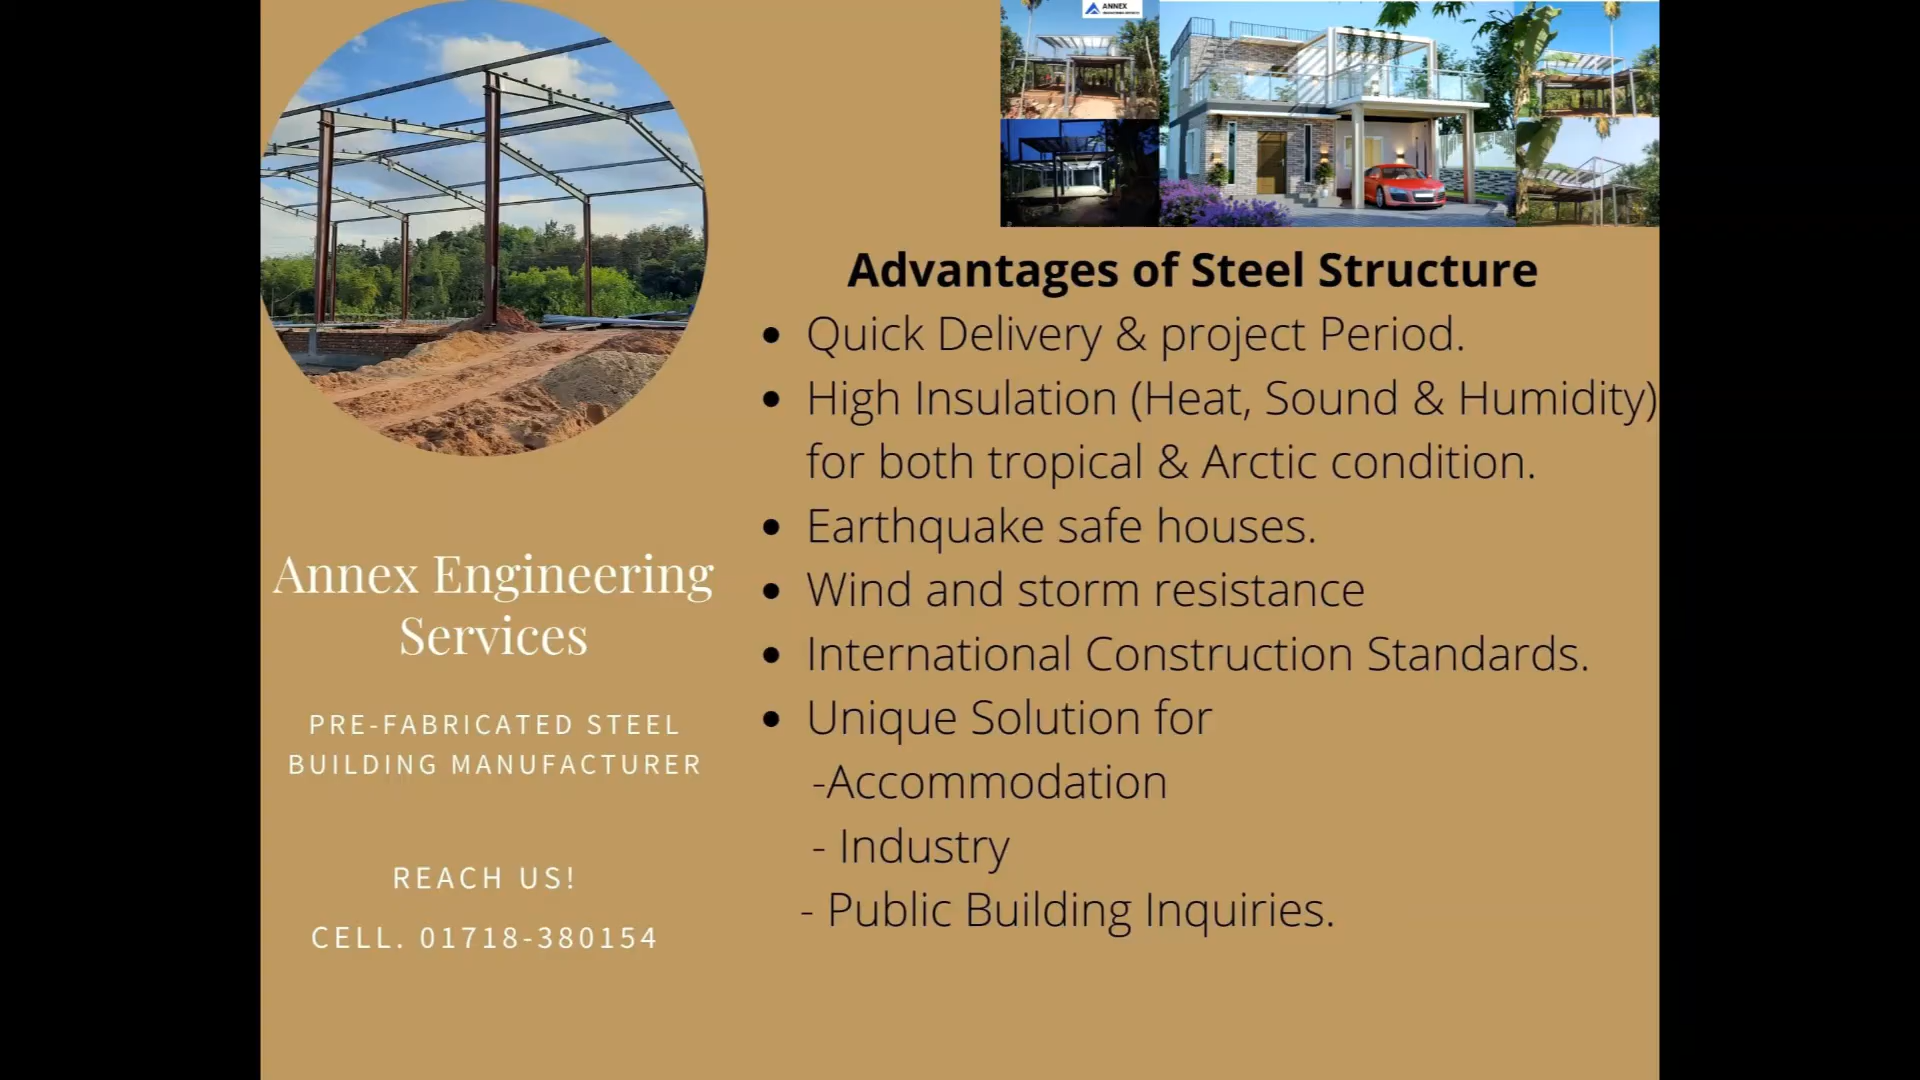 ANNEX
Advantages of Steel Structure
Quick Delivery & project Period.
High Insulation (Heat, Sound & Humidity)
for both tropical & Arctic condition.
Earthquake safe houses.
Wind and storm resistance
International Construction Standards.
Unique Solution for
-Accommodation
- Industry
- Public Building Inquiries.
Annex Engineering
Services
PRE-FABRICATED STEEL
BUILDING MANUFACTURER
REACH US!
CELL. 01718-380154